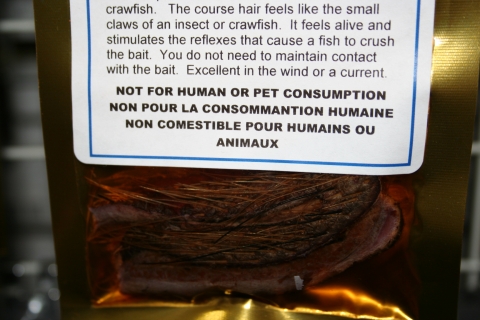 crawfish. The course hair feels like the small
claws of an insect or crawfish. It feels alive and
stimulates the reflexes that cause a fish to crush
the bait. You do not need to maintain contact
with the bait. Excellent in the wind or a current.
NOT FOR HUMAN OR PET CONSUMPTION
NON POUR LA CONSOMMANTION HUMAINE
NON COMESTIBLE POUR HUMAINS OU
ANIMAUX